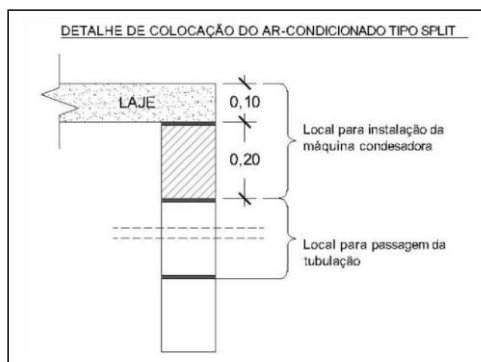 DETALHE DE COLOCAÇÃO DO AR-CONDICIONADO TIPO SPLIT
LAJE
0,10
0,20
Local para instalação da
máquina condesadora
Local para passagem da
tubulação